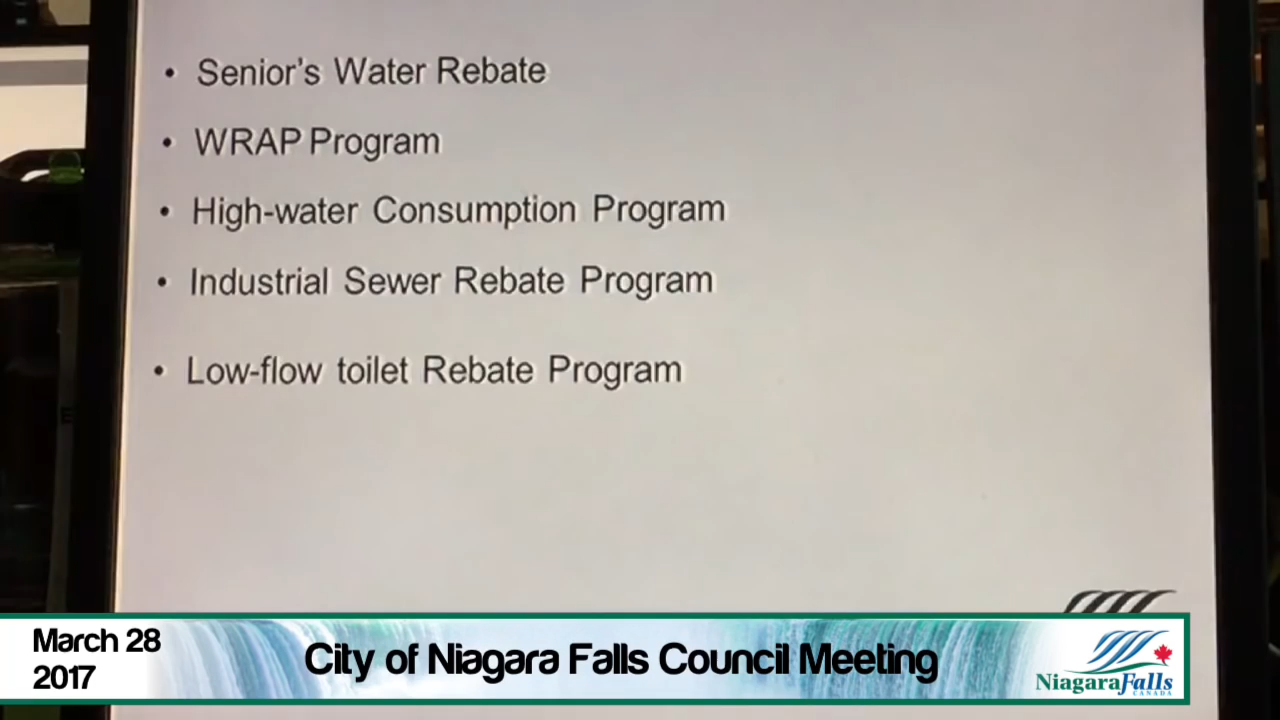 • Senior's Water Rebate
• WRAP Program
• High-water Consumption Program
• Industrial Sewer Rebate Program
• Low-flow toilet Rebate Program
March 28
2017
City of Niagara Falls Council Meeting
NiagaraFalls
CANADA